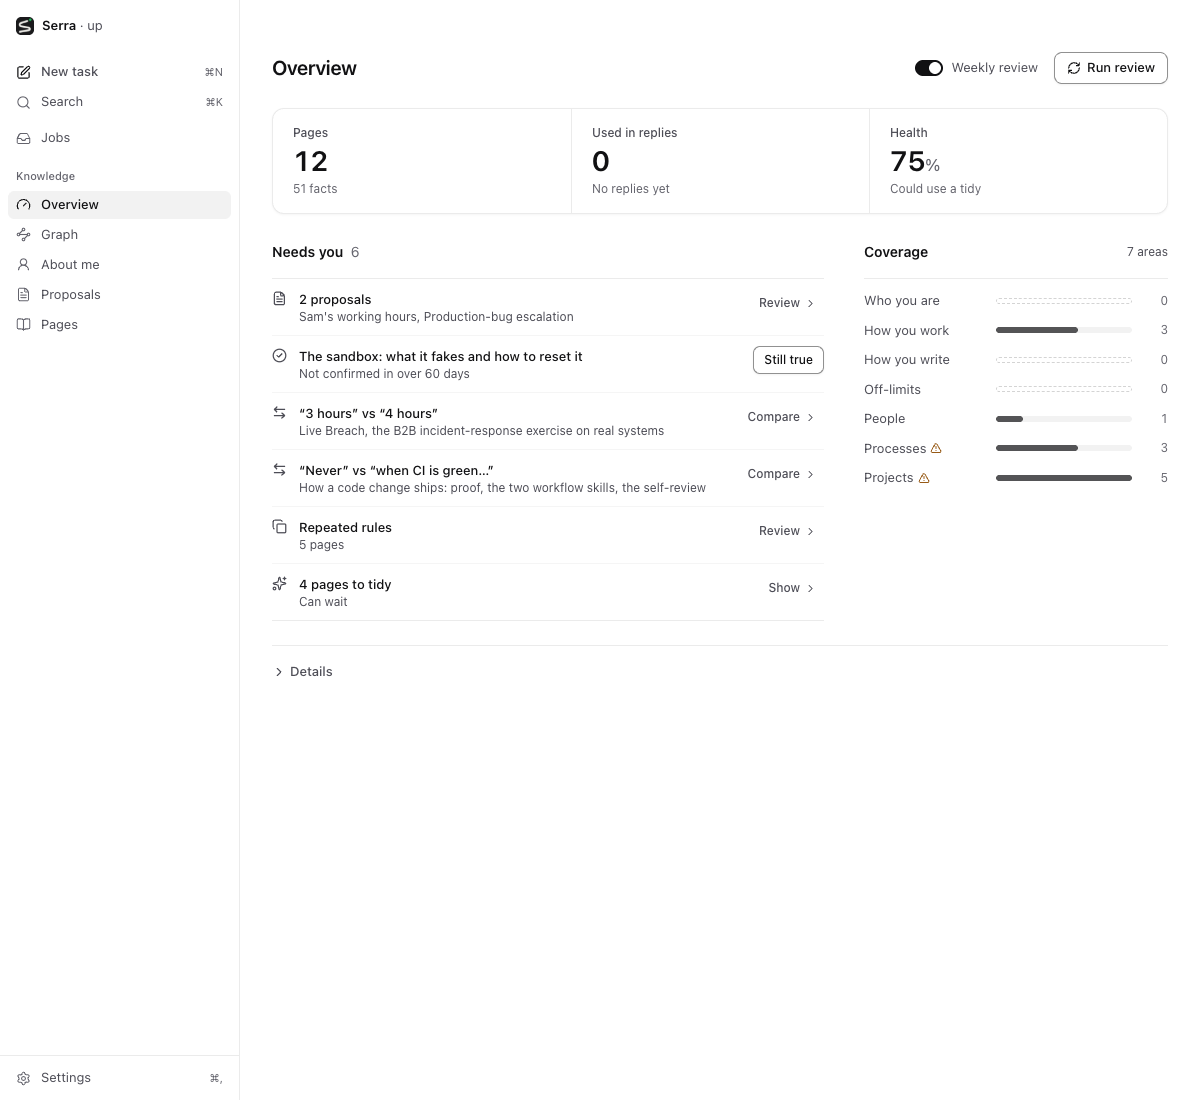 Serra · up
New task ⌘N
Search ⌘K
Jobs
Knowledge
Overview
Graph
About me
Proposals
Pages
Settings ⌘,
Overview
Weekly review
Run review
Pages
12
51 facts
Used in replies
0
No replies yet
Health
75%
Could use a tidy
Needs you 6
2 proposals
Sam's working hours, Production-bug escalation
Review
The sandbox: what it fakes and how to reset it
Not confirmed in over 60 days
Still true
“3 hours” vs “4 hours”
Live Breach, the B2B incident-response exercise on real systems
Compare
“Never” vs “when CI is green…”
How a code change ships: proof, the two workflow skills, the self-review
Compare
Repeated rules
5 pages
Review
4 pages to tidy
Can wait
Show
Coverage 7 areas
Who you are 0
How you work 3
How you write 0
Off-limits 0
People 1
Processes 3
Projects 5
Details